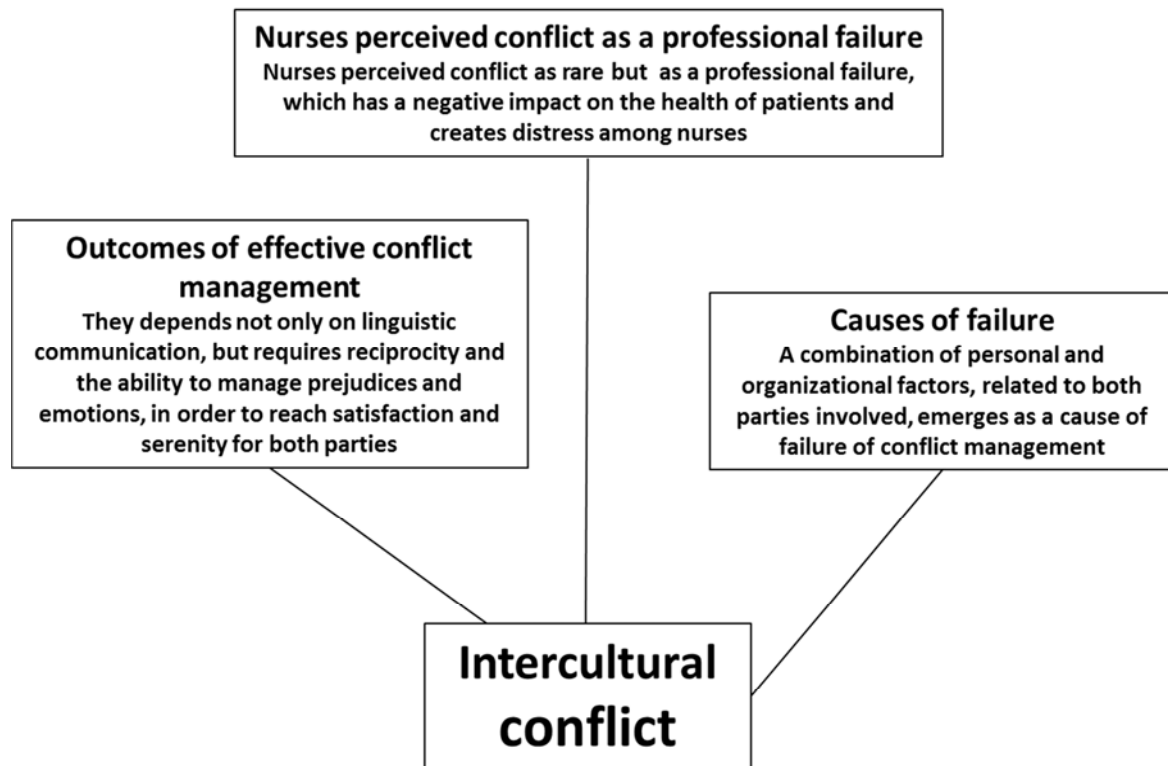 Nurses perceived conflict as a professional failure
Nurses perceived conflict as rare but as a professional failure,
which has a negative impact on the health of patients and
creates distress among nurses
Outcomes of effective conflict
management
They depends not only on linguistic
communication, but requires reciprocity and
the ability to manage prejudices and
emotions, in order to reach satisfaction and
serenity for both parties
Causes of failure
A combination of personal and
organizational factors, related to both
parties involved, emerges as a cause of
failure of conflict management
Intercultural
conflict